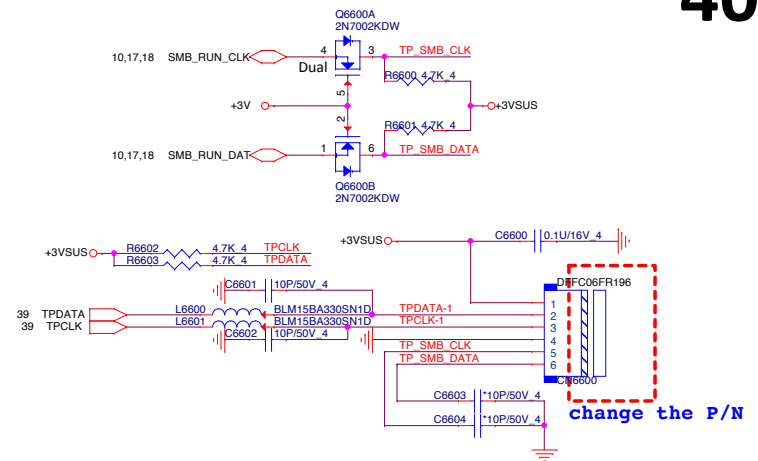 40
Q6600A
2N7002KDW
10,17,18 SMB_RUN_CLK 4 3 TP_SMB_CLK
Dual
R6600 4.7K_4
5
+3V +3VSUS
2
R6601 4.7K_4
10,17,18 SMB_RUN_DAT 1 6 TP_SMB_DATA
Q6600B
2N7002KDW
+3VSUS C6600 0.1U/16V_4
+3VSUS R6602 4.7K_4 TPCLK
R6603 4.7K_4 TPDATA
DFFC06FR196
C6601 10P/50V_4
39 TPDATA L6600 BLM15BA330SN1D TPDATA-1
39 TPCLK L6601 BLM15BA330SN1D TPCLK-1
C6602 10P/50V_4
TP_SMB_CLK
TP_SMB_DATA
1
2
3
4
5
6
CN6600
C6603 *10P/50V_4
C6604 *10P/50V_4
change the P/N